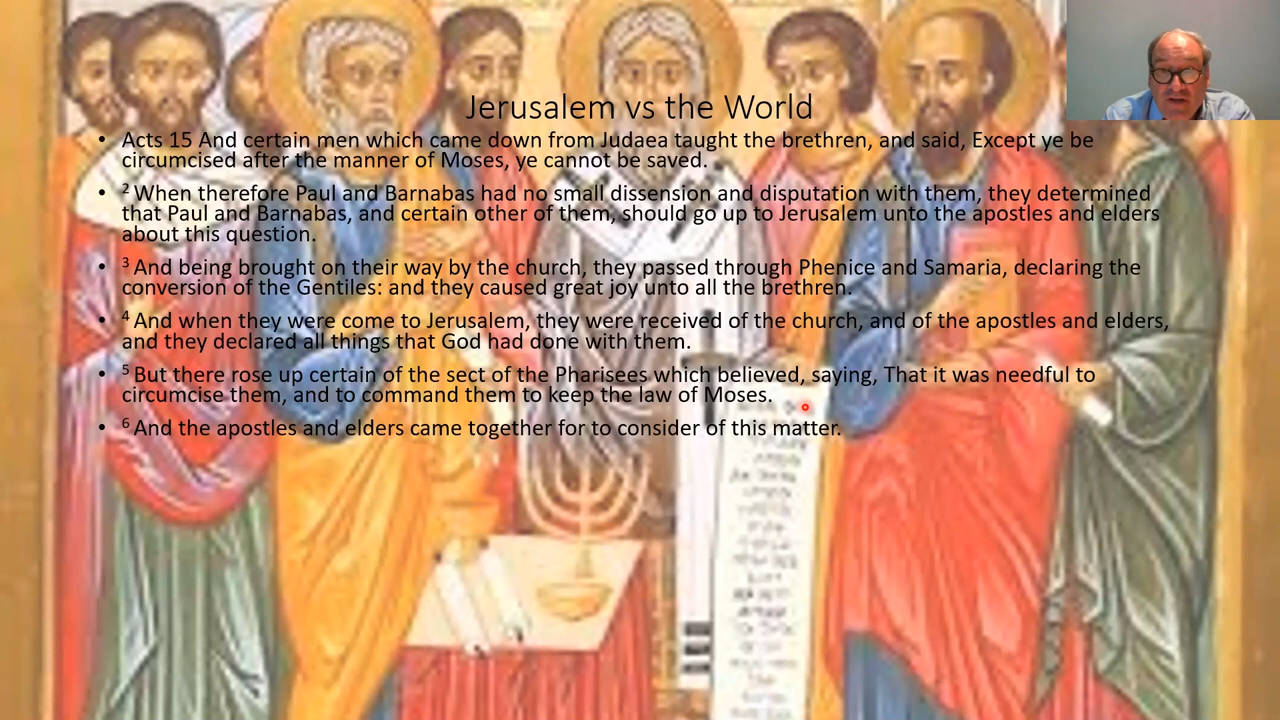 Jerusalem vs the World
• Acts 15 And certain men which came down from Judaea taught the brethren, and said, Except ye be
circumcised after the manner of Moses, ye cannot be saved.
• 2 When therefore Paul and Barnabas had no small dissension and disputation with them, they determined
that Paul and Barnabas, and certain other of them, should go up to Jerusalem unto the apostles and elders
about this question.
• 3 And being brought on their way by the church, they passed through Phenice and Samaria, declaring the
conversion of the Gentiles: and they caused great joy unto all the brethren.
• 4 And when they were come to Jerusalem, they were received of the church, and of the apostles and elders,
and they declared all things that God had done with them.
• 5 But there rose up certain of the sect of the Pharisees which believed, saying, That it was needful to
circumcise them, and to command them to keep the law of Moses.
• 6 And the apostles and elders came together for to consider of this matter.